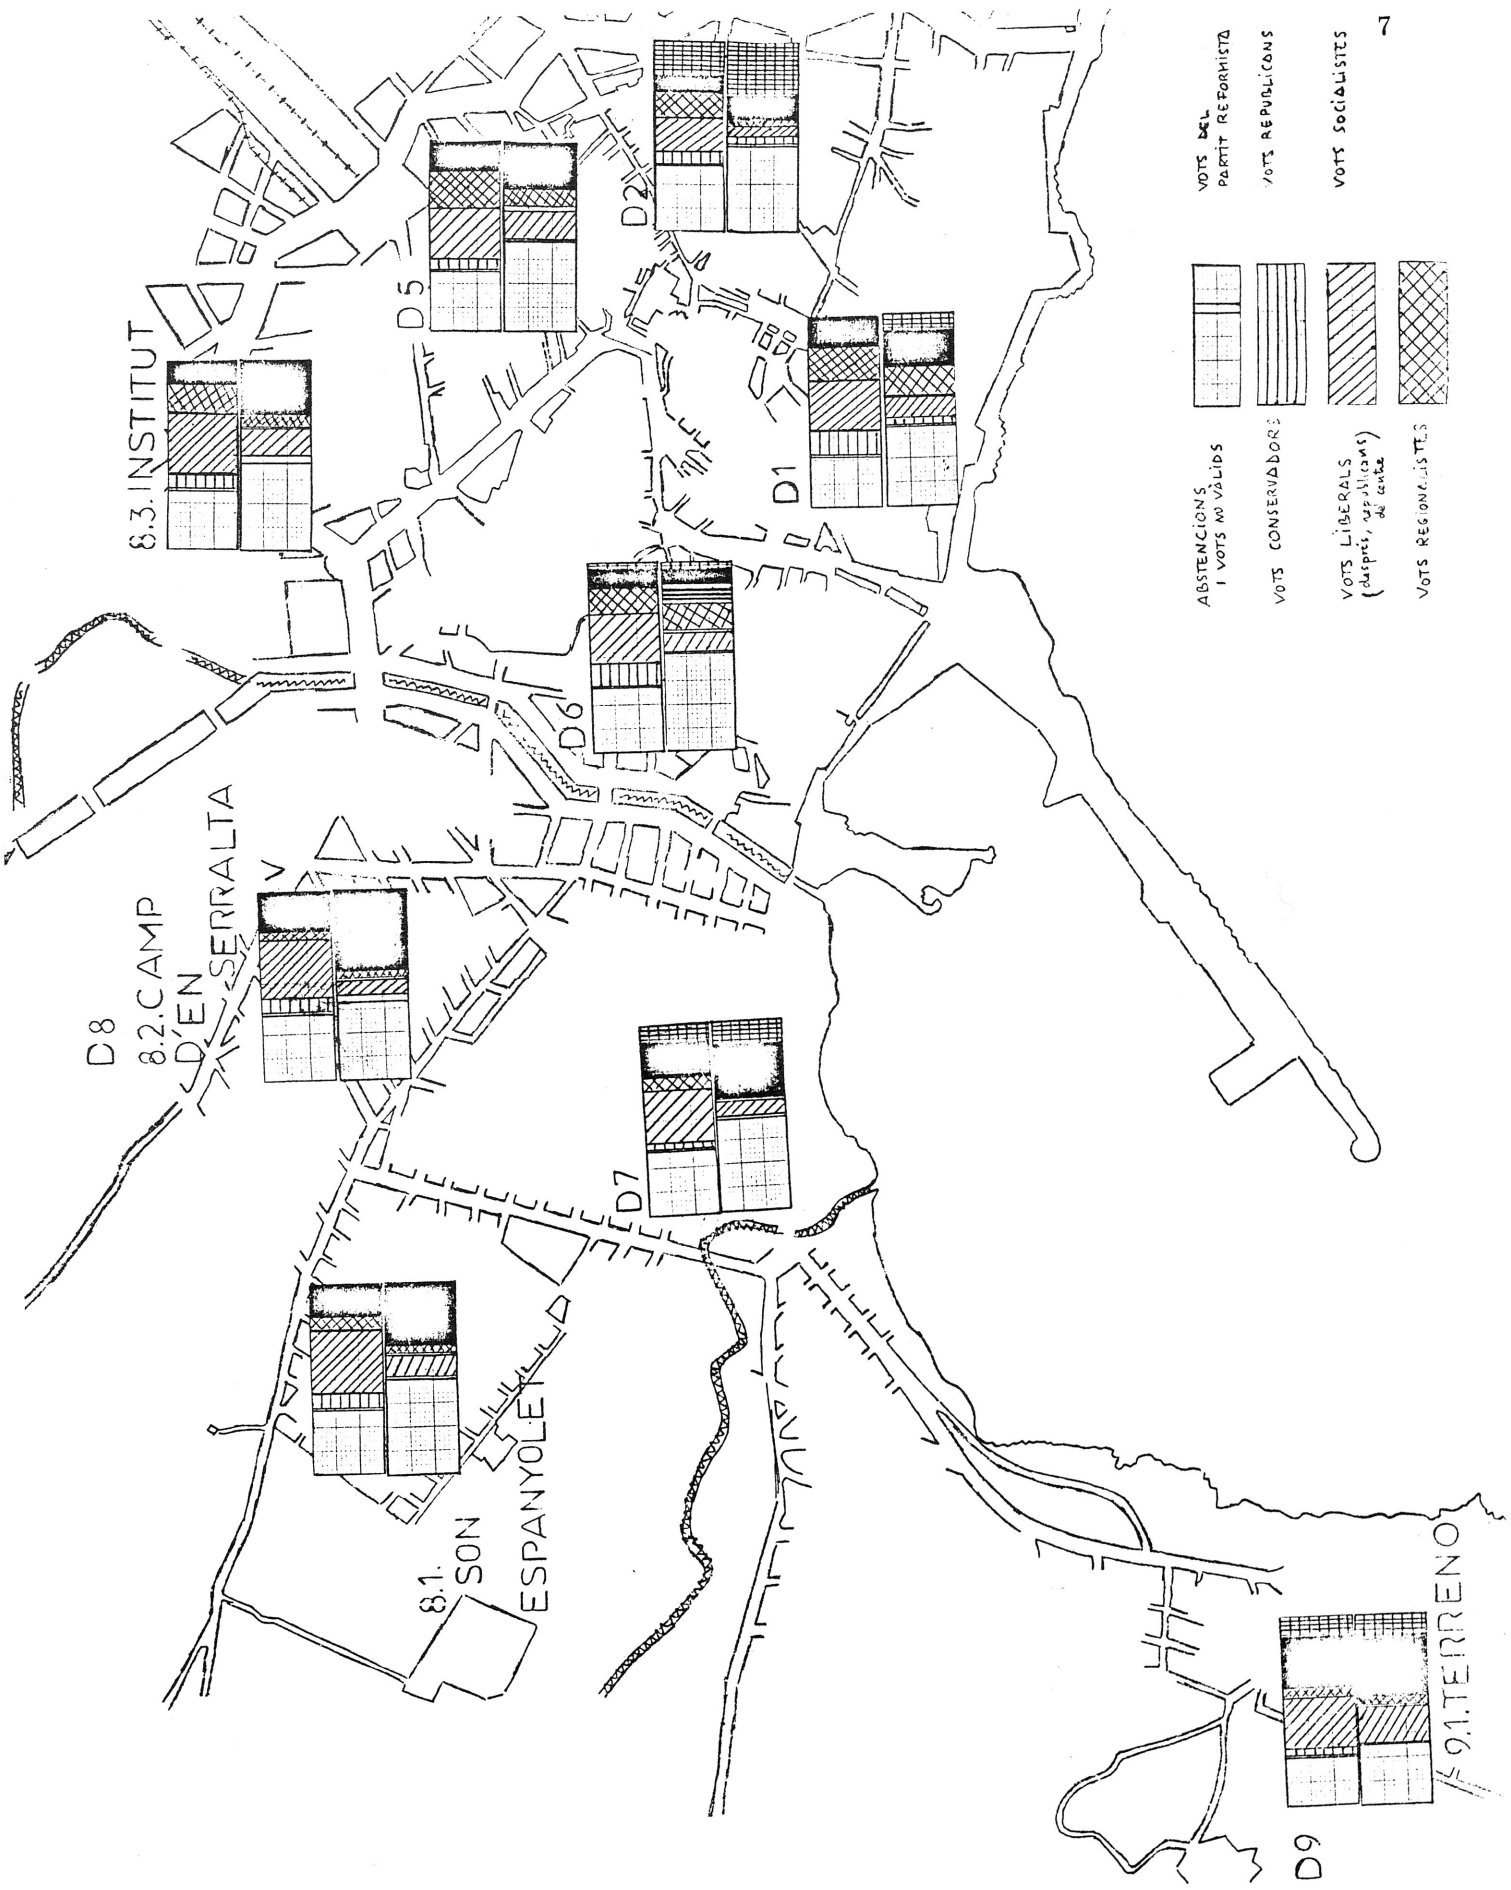 7
VOTS DEL
PARTIT REFORMISTA
VOTS REPUBLICANS
VOTS SOCIALISTES
ABSTENCIONS
I VOTS NO VÀLIDS
VOTS CONSERVADORS
VOTS LIBERALS
(després, republicans)
de centre
VOTS REGIONALISTES
8.3. INSTITUT
D5
D2
D1
D6
D8
8.2. CAMP
D'EN
SERRALTA
D7
8.1.
SON
ESPANYOLET
D9
9.1. TERRENO